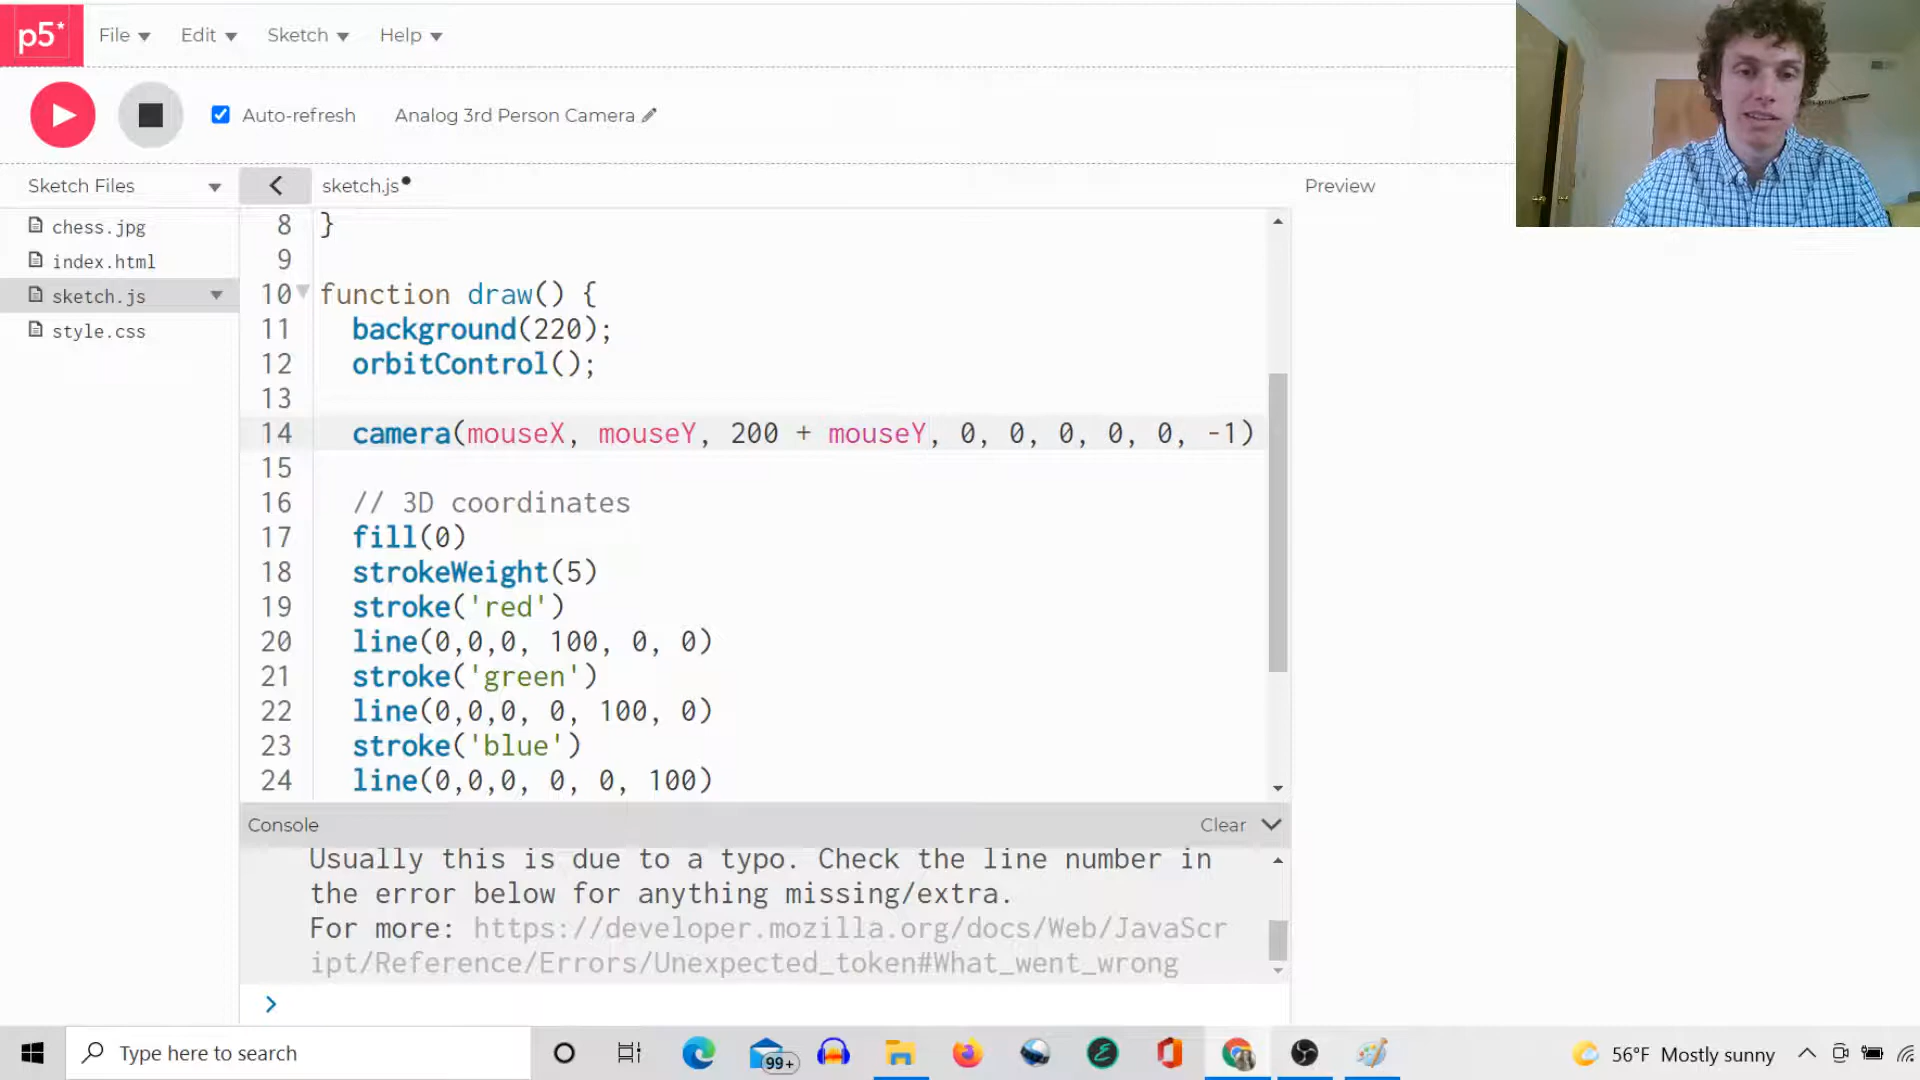 p5*
File
Edit
Sketch
Help
Auto-refresh
Analog 3rd Person Camera
Sketch Files
sketch.js
Preview
chess.jpg
index.html
sketch.js
style.css
8 }
9
10 function draw() {
11 background(220);
12 orbitControl();
13
14 camera(mouseX, mouseY, 200 + mouseY, 0, 0, 0, 0, 0, -1)
15
16 // 3D coordinates
17 fill(0)
18 strokeWeight(5)
19 stroke('red')
20 line(0,0,0, 100, 0, 0)
21 stroke('green')
22 line(0,0,0, 0, 100, 0)
23 stroke('blue')
24 line(0,0,0, 0, 0, 100)
Console
Clear
Usually this is due to a typo. Check the line number in
the error below for anything missing/extra.
For more: https://developer.mozilla.org/docs/Web/JavaScr
ipt/Reference/Errors/Unexpected_token#What_went_wrong
>
Type here to search
99+
56°F Mostly sunny